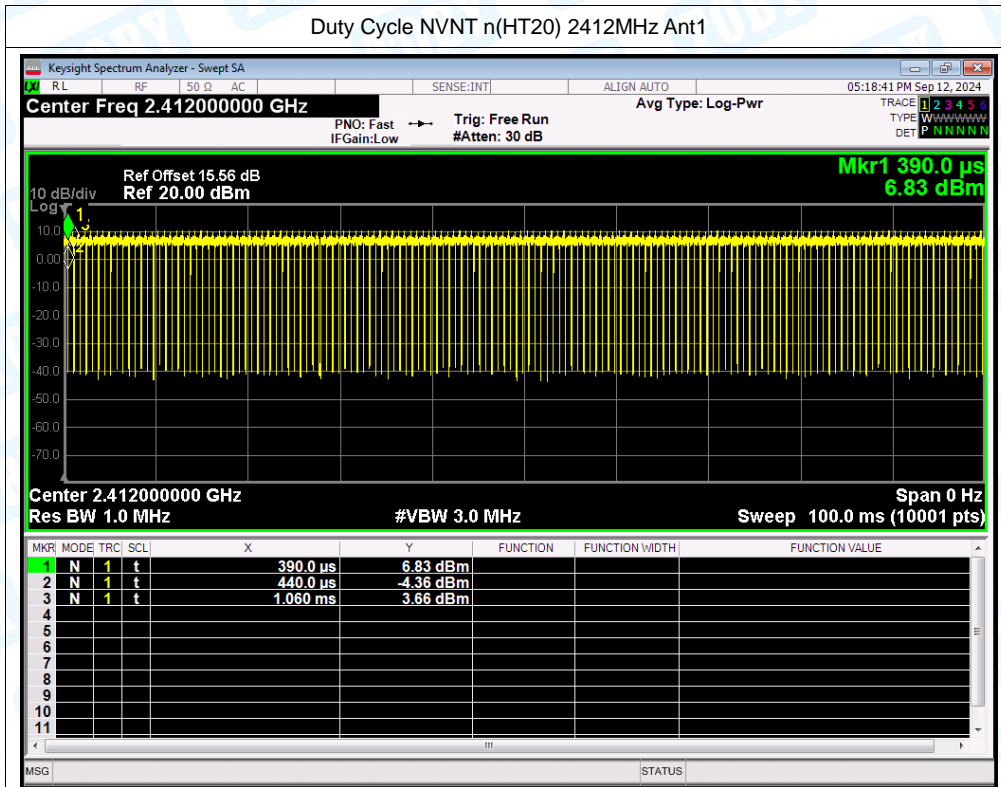 Duty Cycle NVNT n(HT20) 2412MHz Ant1
Keysight Spectrum Analyzer - Swept SA
LXI RL RF 50 Ω AC SENSE:INT ALIGN AUTO 05:18:41 PM Sep 12, 2024
Center Freq 2.412000000 GHz Avg Type: Log-Pwr TRACE 1 2 3 4 5 6
PNO: Fast Trig: Free Run TYPE WWWWWW
IFGain:Low #Atten: 30 dB DET P N N N N N
Mkr1 390.0 µs
Ref Offset 15.56 dB
10 dB/div Ref 20.00 dBm 6.83 dBm
Log
1
3
10.0
2
0.00
-10.0
-20.0
-30.0
-40.0
-50.0
-60.0
-70.0
Center 2.412000000 GHz Span 0 Hz
Res BW 1.0 MHz #VBW 3.0 MHz Sweep 100.0 ms (10001 pts)
MKR MODE TRC SCL X Y FUNCTION FUNCTION WIDTH FUNCTION VALUE
1 N 1 t 390.0 µs 6.83 dBm
2 N 1 t 440.0 µs -4.36 dBm
3 N 1 t 1.060 ms 3.66 dBm
4
5
6
7
8
9
10
11
MSG STATUS